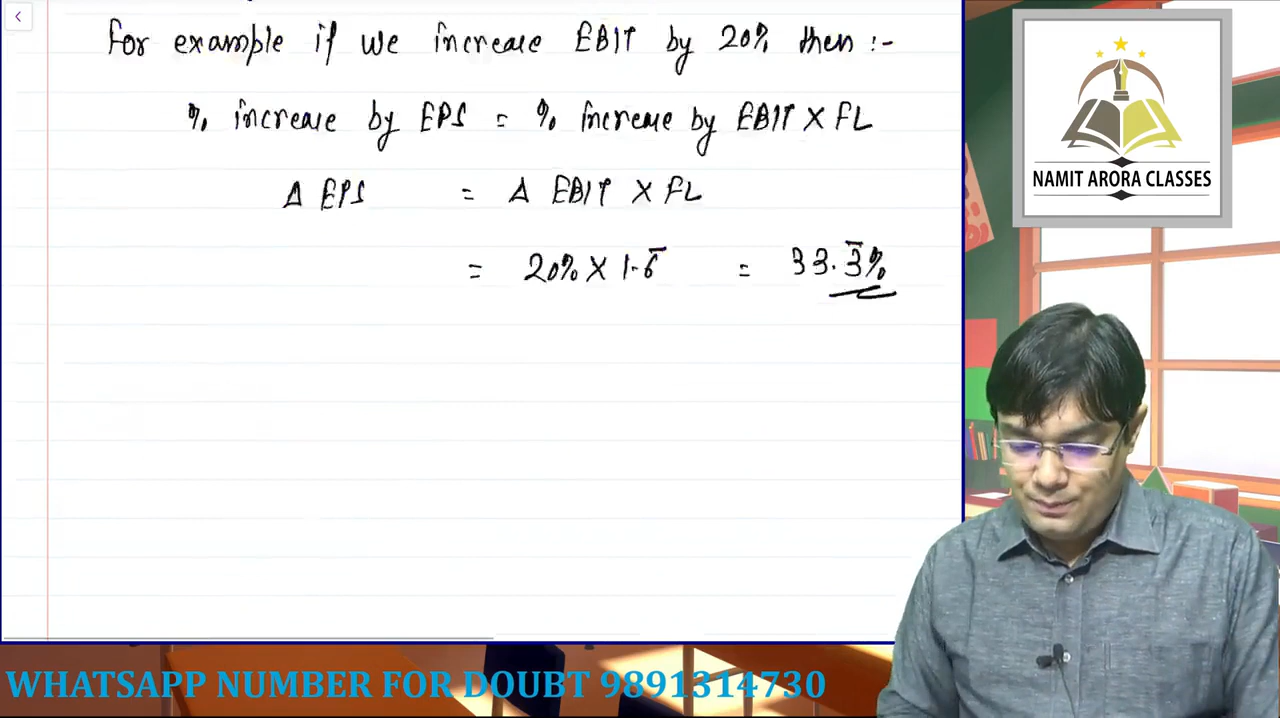 For example if we increase EBIT by 20% then :-
% increase by EPS = % increase by EBIT X FL
Δ EPS = Δ EBIT X FL
= 20% X 1.6̅ = 33.3̅%
NAMIT ARORA CLASSES
WHATSAPP NUMBER FOR DOUBT 9891314730